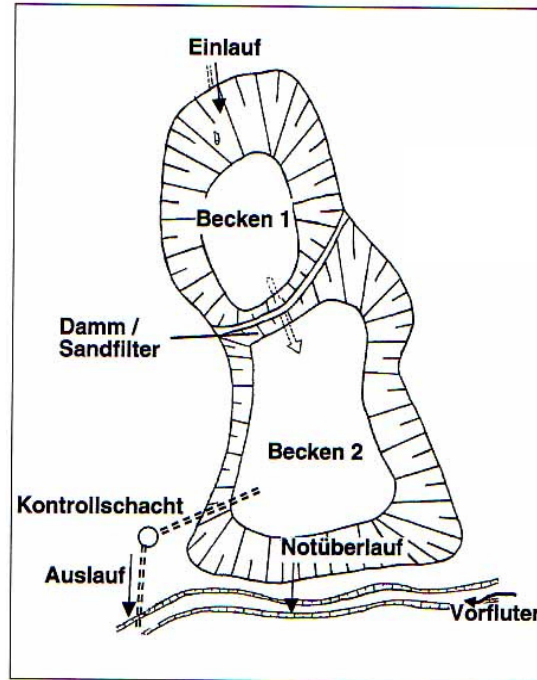 Einlauf
Becken 1
Damm /
Sandfilter
Becken 2
Kontrollschacht
Notüberlauf
Auslauf
Vorfluter